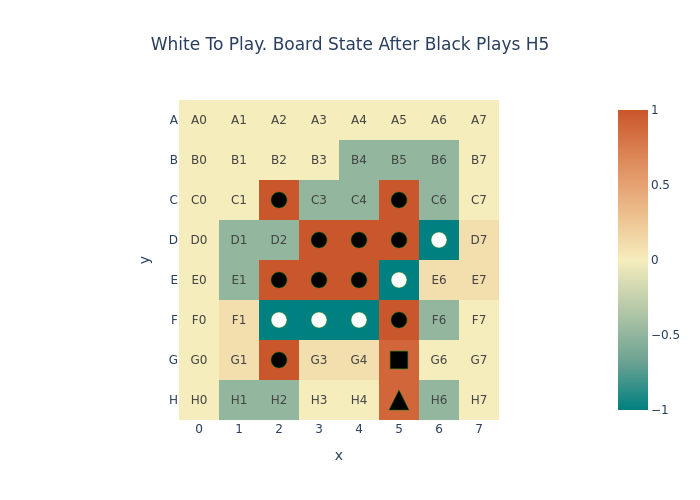 White To Play. Board State After Black Plays H5
A A0 A1 A2 A3 A4 A5 A6 A7
B B0 B1 B2 B3 B4 B5 B6 B7
C C0 C1 C3 C4 C6 C7
D D0 D1 D2 D7
E E0 E1 E6 E7
F F0 F1 F6 F7
G G0 G1 G3 G4 G6 G7
H H0 H1 H2 H3 H4 H6 H7
0 1 2 3 4 5 6 7
x
y
1
0.5
0
−0.5
−1